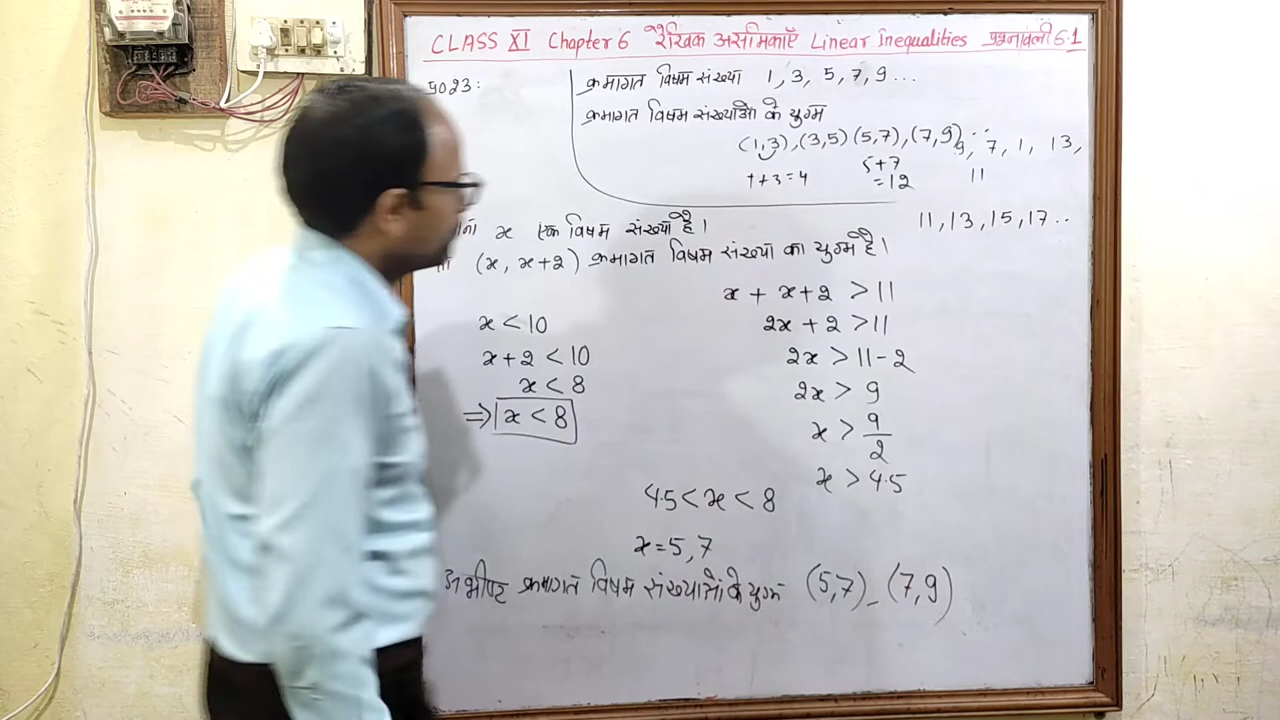 CLASS XI Chapter 6 रैखिक असमिकाएँ Linear Inequalities प्रश्नावली 6.1
प्र023:
क्रमागत विषम संख्या 1, 3, 5, 7, 9 ...
क्रमागत विषम संख्याओं के युग्म
(1,3), (3,5) (5,7), (7,9) ..
9, 7, 1, 13,
1+3=4
5+7
=12
11
11, 13, 15, 17 ..
x एक विषम संख्या है।
(x, x+2) क्रमागत विषम संख्या का युग्म है।
x + x+2 > 11
x < 10
2x + 2 > 11
x+2 < 10
2x > 11-2
x < 8
2x > 9
⇒ x < 8
x > 9/2
x > 4.5
4.5 < x < 8
x = 5, 7
अभीष्ट क्रमागत विषम संख्याओं के युग्म (5,7) _ (7,9)